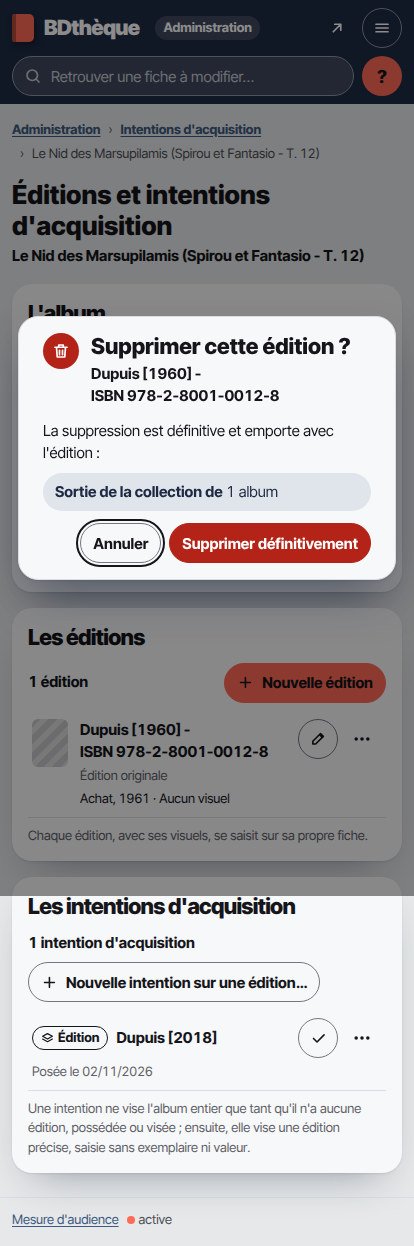 BDthèque Administration
Retrouver une fiche à modifier...
?
Administration › Intentions d'acquisition
› Le Nid des Marsupilamis (Spirou et Fantasio - T. 12)
Éditions et intentions
d'acquisition
Le Nid des Marsupilamis (Spirou et Fantasio - T. 12)
L'album
Supprimer cette édition ?
Dupuis [1960] -
ISBN 978-2-8001-0012-8
La suppression est définitive et emporte avec
l'édition :
Sortie de la collection de 1 album
Annuler
Supprimer définitivement
Les éditions
1 édition
+ Nouvelle édition
Dupuis [1960] -
ISBN 978-2-8001-0012-8
Édition originale
Achat, 1961 · Aucun visuel
Chaque édition, avec ses visuels, se saisit sur sa propre fiche.
Les intentions d'acquisition
1 intention d'acquisition
+ Nouvelle intention sur une édition...
Édition Dupuis [2018]
Posée le 02/11/2026
Une intention ne vise l'album entier que tant qu'il n'a aucune
édition, possédée ou visée ; ensuite, elle vise une édition
précise, saisie sans exemplaire ni valeur.
Mesure d'audience active